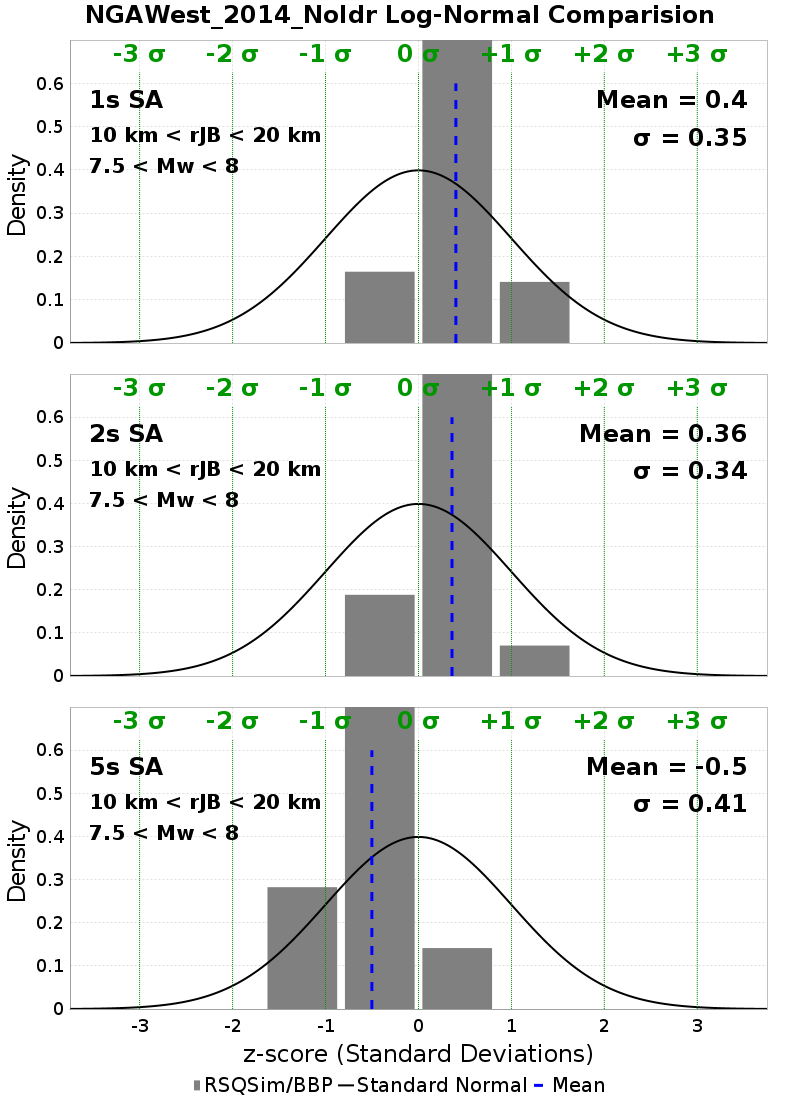 NGAWest_2014_NoIdr Log-Normal Comparision
-3 σ -2 σ -1 σ 0 σ +1 σ +2 σ +3 σ
1s SA
Mean = 0.4
10 km < rJB < 20 km
σ = 0.35
7.5 < Mw < 8
Density
0.6
0.5
0.4
0.3
0.2
0.1
0
-3 σ -2 σ -1 σ 0 σ +1 σ +2 σ +3 σ
2s SA
Mean = 0.36
10 km < rJB < 20 km
σ = 0.34
7.5 < Mw < 8
Density
0.6
0.5
0.4
0.3
0.2
0.1
0
-3 σ -2 σ -1 σ 0 σ +1 σ +2 σ +3 σ
5s SA
Mean = -0.5
10 km < rJB < 20 km
σ = 0.41
7.5 < Mw < 8
Density
0.6
0.5
0.4
0.3
0.2
0.1
0
-3 -2 -1 0 1 2 3
z-score (Standard Deviations)
RSQSim/BBP Standard Normal Mean